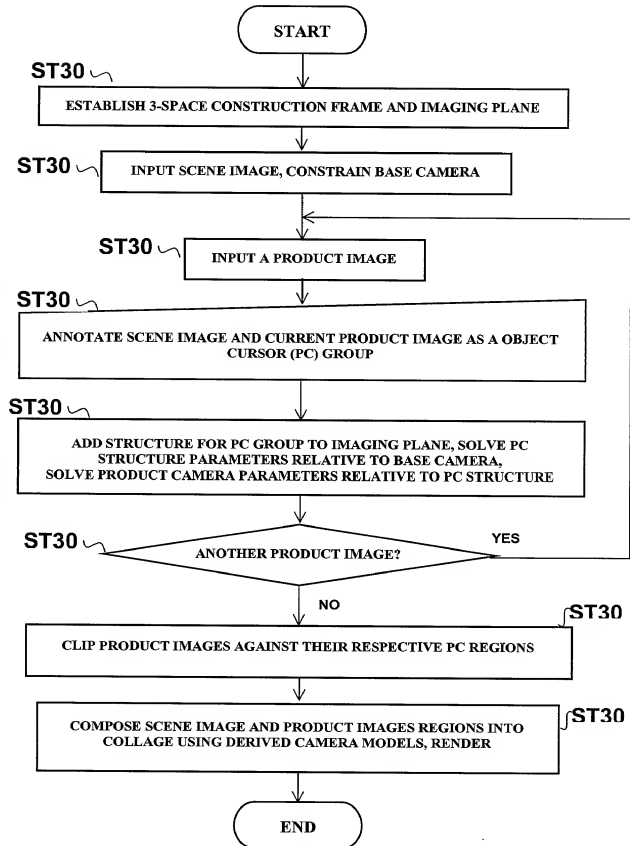 START
ST30
ESTABLISH 3-SPACE CONSTRUCTION FRAME AND IMAGING PLANE
ST30
INPUT SCENE IMAGE, CONSTRAIN BASE CAMERA
ST30
INPUT A PRODUCT IMAGE
ST30
ANNOTATE SCENE IMAGE AND CURRENT PRODUCT IMAGE AS A OBJECT
CURSOR (PC) GROUP
ST30
ADD STRUCTURE FOR PC GROUP TO IMAGING PLANE, SOLVE PC
STRUCTURE PARAMETERS RELATIVE TO BASE CAMERA,
SOLVE PRODUCT CAMERA PARAMETERS RELATIVE TO PC STRUCTURE
ST30
ANOTHER PRODUCT IMAGE?
YES
NO
ST30
CLIP PRODUCT IMAGES AGAINST THEIR RESPECTIVE PC REGIONS
ST30
COMPOSE SCENE IMAGE AND PRODUCT IMAGES REGIONS INTO
COLLAGE USING DERIVED CAMERA MODELS, RENDER
END